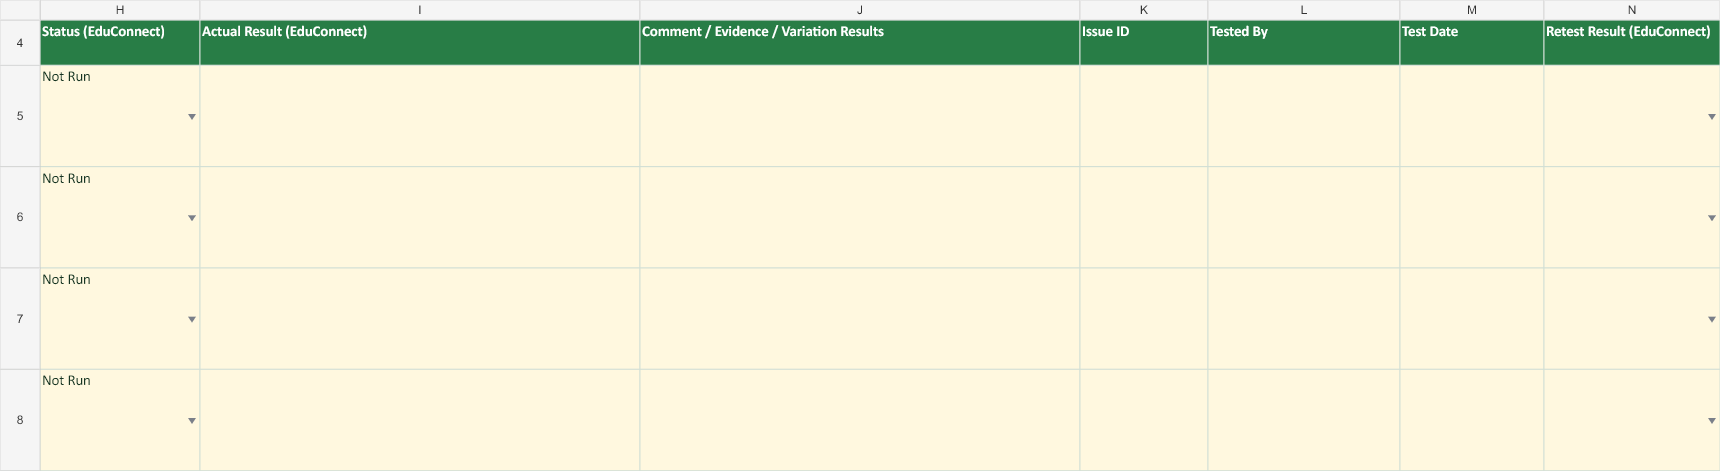 H I J K L M N
4 Status (EduConnect) Actual Result (EduConnect) Comment / Evidence / Variation Results Issue ID Tested By Test Date Retest Result (EduConnect)
5 Not Run
6 Not Run
7 Not Run
8 Not Run